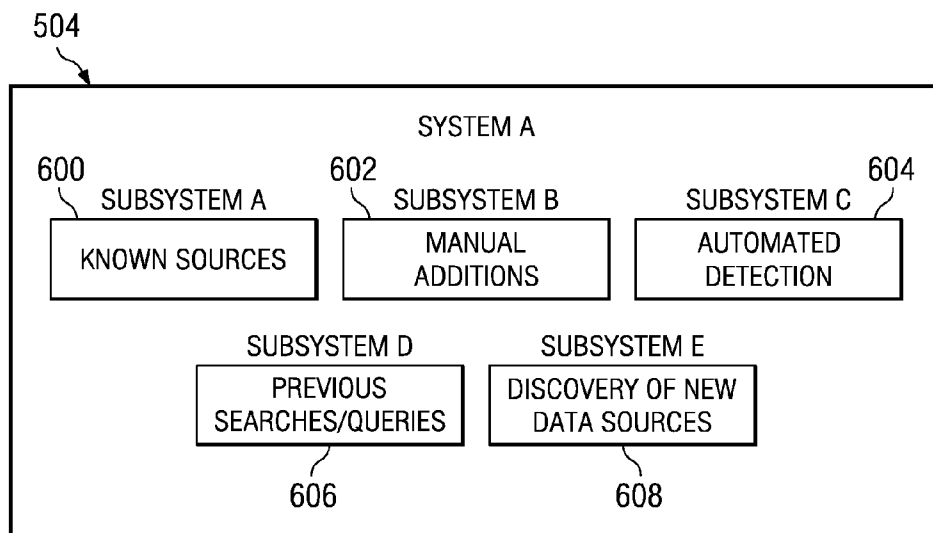 504
SYSTEM A
600
602
604
SUBSYSTEM A
SUBSYSTEM B
SUBSYSTEM C
KNOWN SOURCES
MANUAL
ADDITIONS
AUTOMATED
DETECTION
SUBSYSTEM D
SUBSYSTEM E
PREVIOUS
SEARCHES/QUERIES
DISCOVERY OF NEW
DATA SOURCES
606
608